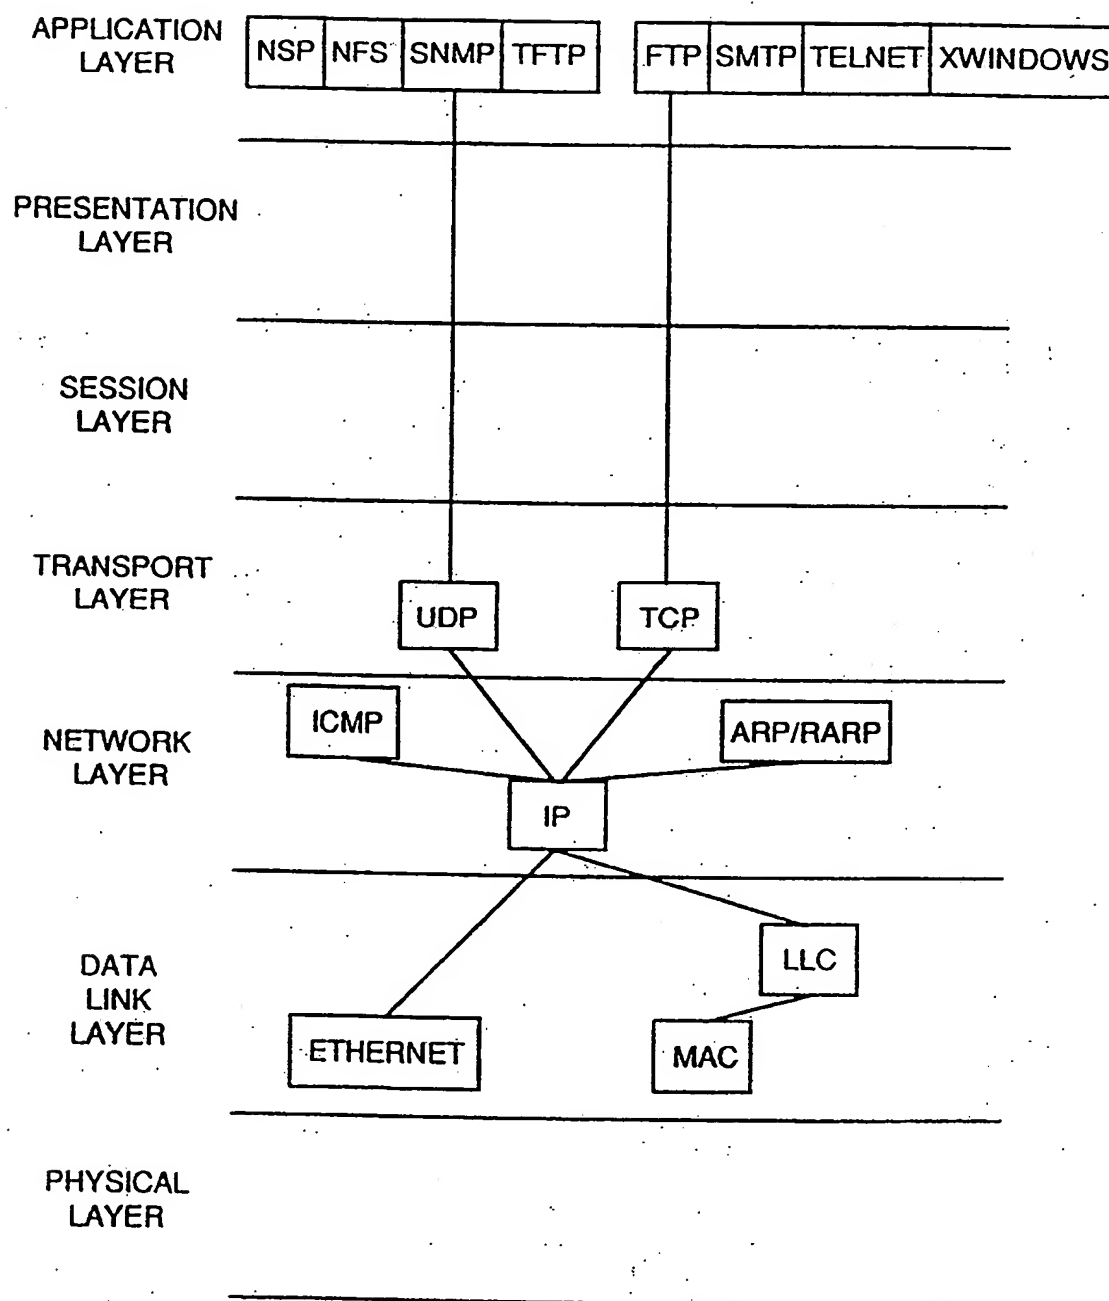 APPLICATION
LAYER
NSP NFS SNMP TFTP FTP SMTP TELNET XWINDOWS
PRESENTATION
LAYER
SESSION
LAYER
TRANSPORT
LAYER
UDP TCP
NETWORK
LAYER
ICMP ARP/RARP
IP
DATA
LINK
LAYER
LLC
ETHERNET MAC
PHYSICAL
LAYER